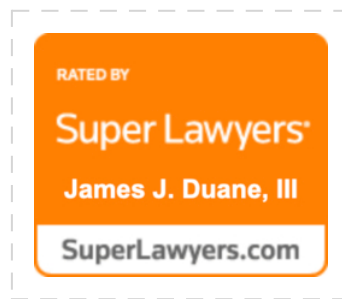 RATED BY
Super Lawyers®
James J. Duane, III
SuperLawyers.com